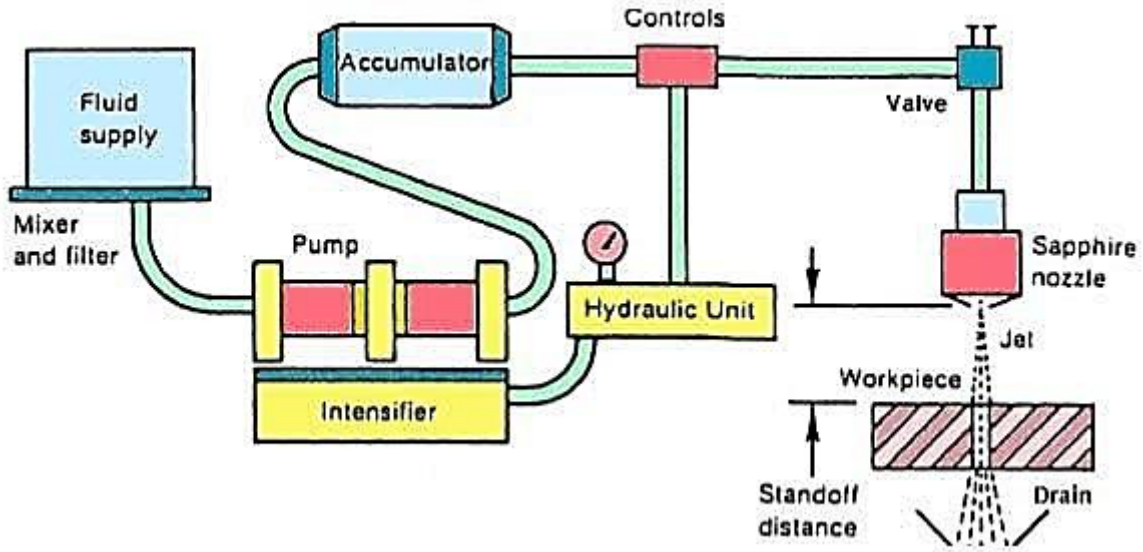 Controls
Accumulator
Fluid
supply
Valve
Mixer
and filter
Pump
Sapphire
nozzle
Hydraulic Unit
Jet
Workpiece
Intensifier
Standoff
distance
Drain